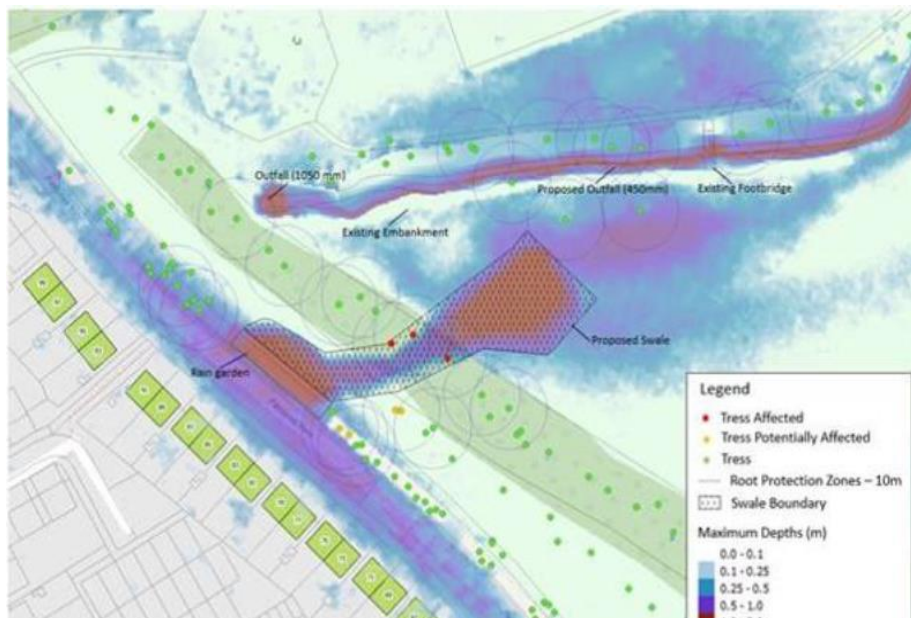 Outfall (1050 mm)
Proposed Outfall (450mm)
Existing Footbridge
Existing Embankment
Proposed Swale
Rain garden
Legend
Tress Affected
Tress Potentially Affected
Tress
Root Protection Zones – 10m
Swale Boundary
Maximum Depths (m)
0.0 - 0.1
0.1 - 0.25
0.25 - 0.5
0.5 - 1.0